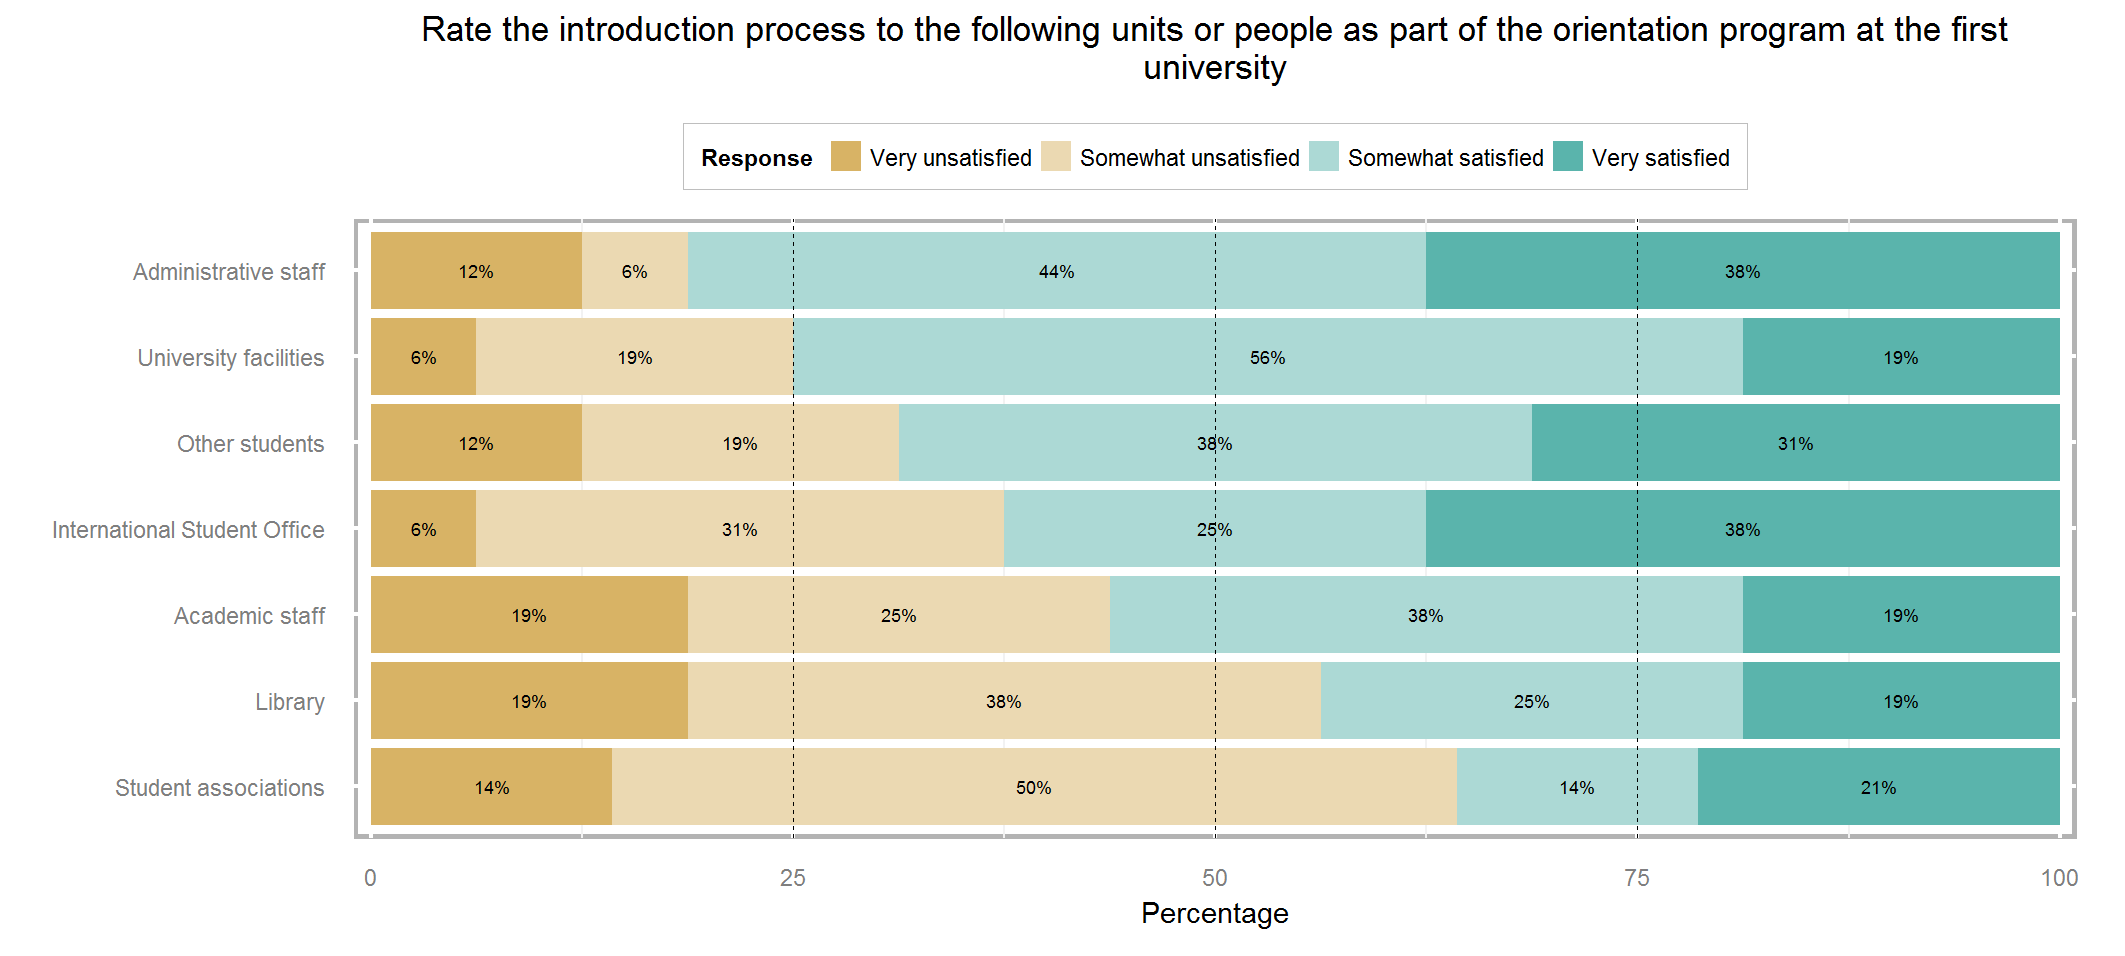 Rate the introduction process to the following units or people as part of the orientation program at the first
university
Response Very unsatisfied Somewhat unsatisfied Somewhat satisfied Very satisfied
Administrative staff 12% 6% 44% 38%
University facilities 6% 19% 56% 19%
Other students 12% 19% 38% 31%
International Student Office 6% 31% 25% 38%
Academic staff 19% 25% 38% 19%
Library 19% 38% 25% 19%
Student associations 14% 50% 14% 21%
0 25 50 75 100
Percentage